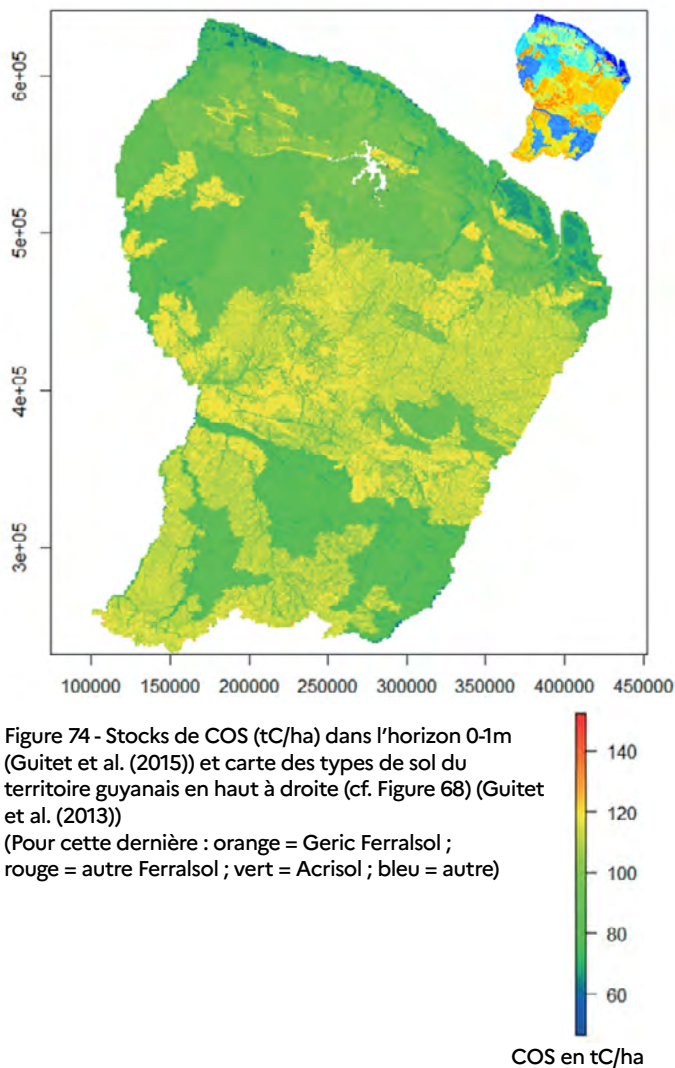 6e+05
5e+05
4e+05
3e+05
100000 150000 200000 250000 300000 350000 400000 450000
Figure 74 - Stocks de COS (tC/ha) dans l'horizon 0-1m
(Guitet et al. (2015)) et carte des types de sol du
territoire guyanais en haut à droite (cf. Figure 68) (Guitet
et al. (2013))
(Pour cette dernière : orange = Geric Ferralsol ;
rouge = autre Ferralsol ; vert = Acrisol ; bleu = autre)
140
120
100
80
60
COS en tC/ha